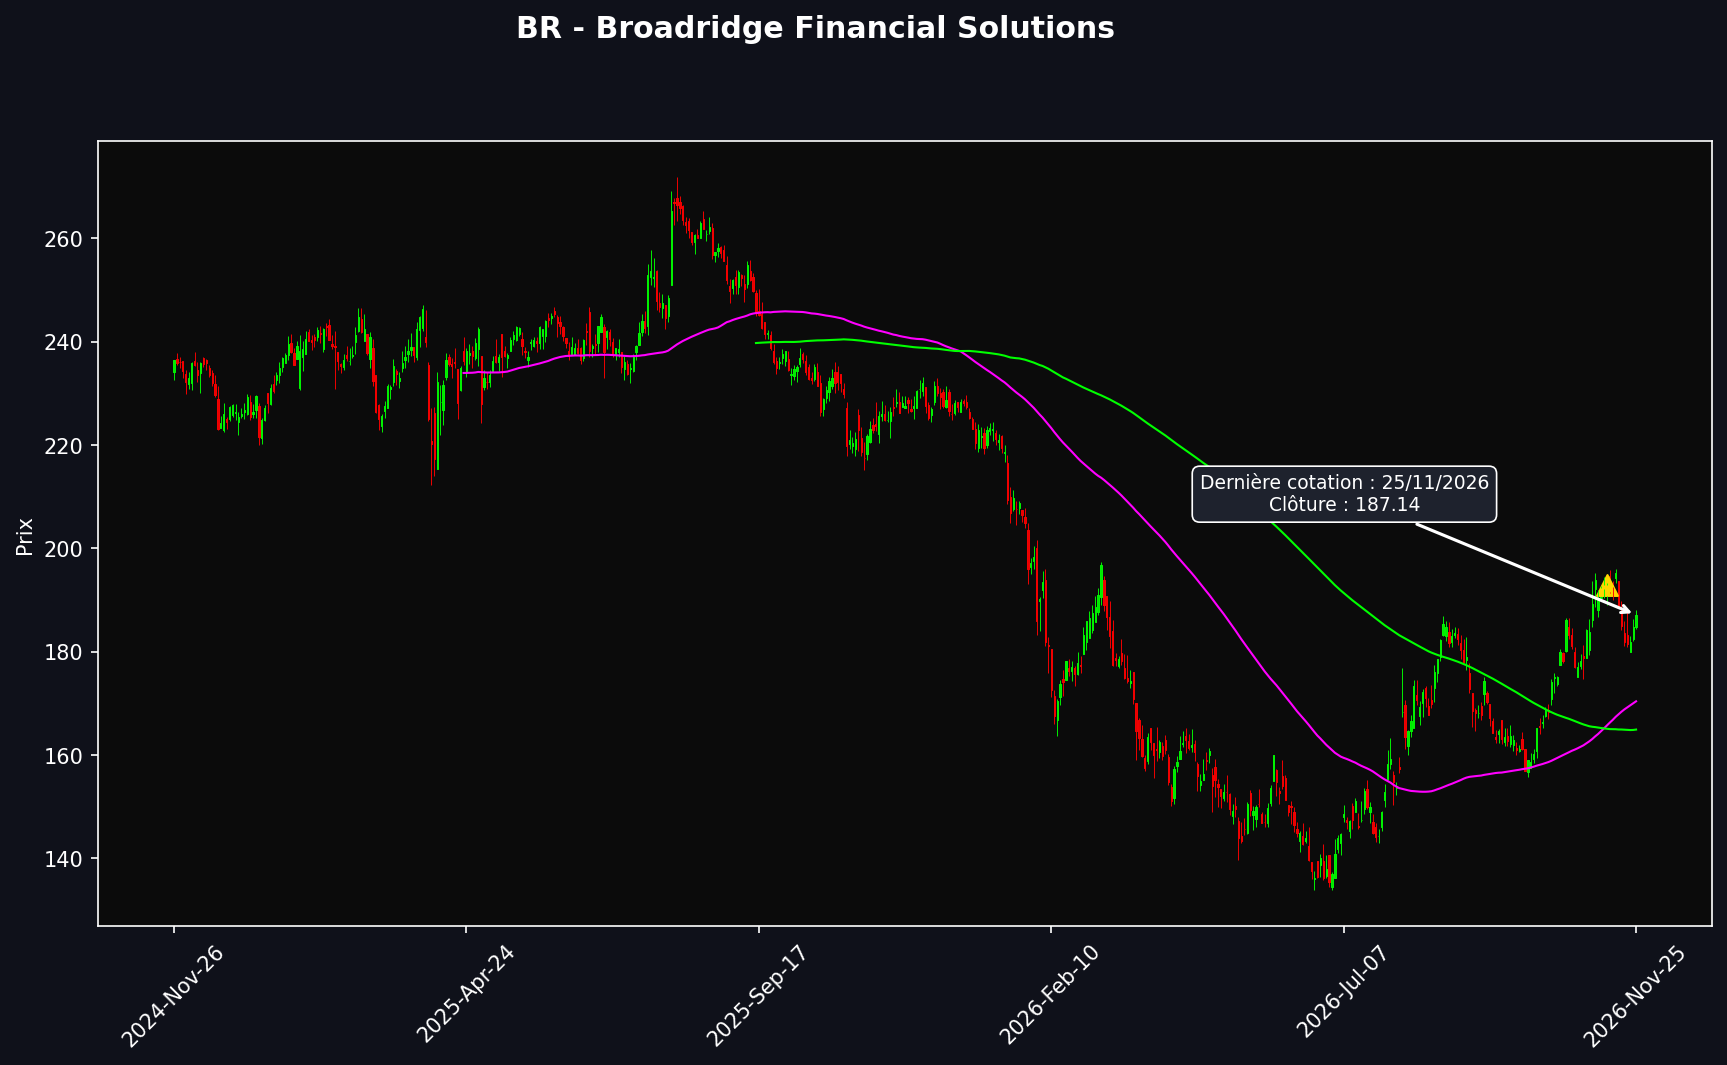 BR - Broadridge Financial Solutions
Prix
260
240
220
200
180
160
140
Dernière cotation : 25/11/2026
Clôture : 187.14
2024-Nov-26
2025-Apr-24
2025-Sep-17
2026-Feb-10
2026-Jul-07
2026-Nov-25